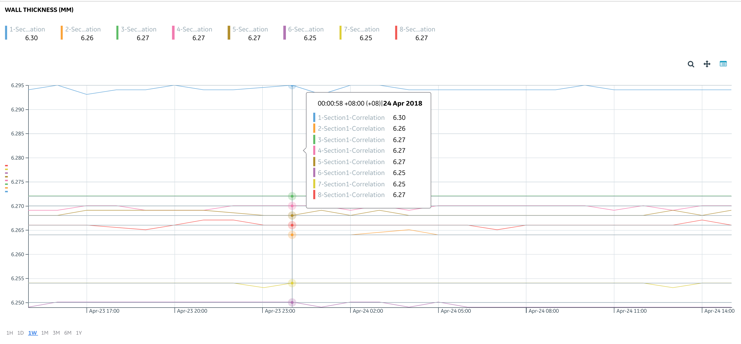 WALL THICKNESS (MM)
1-Sec...ation 2-Sec...ation 3-Sec...ation 4-Sec...ation 5-Sec...ation 6-Sec...ation 7-Sec...ation 8-Sec...ation
6.30 6.26 6.27 6.27 6.27 6.25 6.25 6.27
6.295
6.290
6.285
6.280
6.275
6.270
6.265
6.260
6.255
6.250
00:00:58 +08:00 (+08)|24 Apr 2018
1-Section1-Correlation 6.30
2-Section1-Correlation 6.26
3-Section1-Correlation 6.27
4-Section1-Correlation 6.27
5-Section1-Correlation 6.27
6-Section1-Correlation 6.25
7-Section1-Correlation 6.25
8-Section1-Correlation 6.27
Apr-23 17:00 Apr-23 20:00 Apr-23 23:00 Apr-24 02:00 Apr-24 05:00 Apr-24 08:00 Apr-24 11:00 Apr-24 14:00
1H 1D 1W 1M 3M 6M 1Y